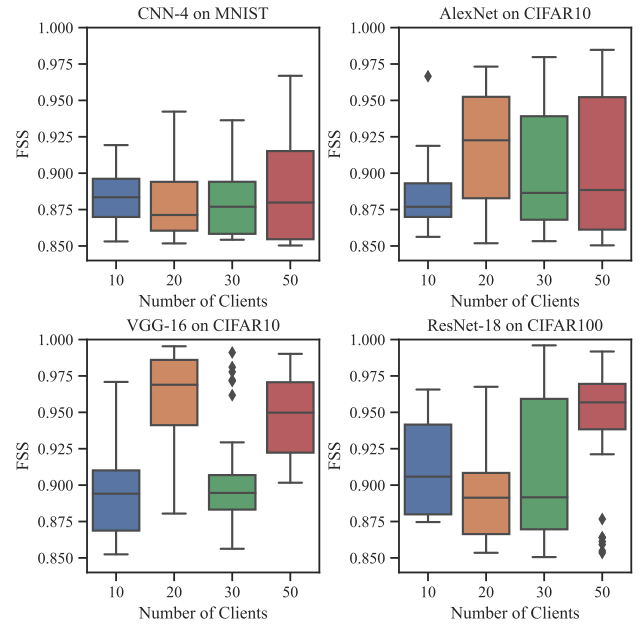 CNN-4 on MNIST
1.000
0.975
0.950
0.925
0.900
0.875
0.850
FSS
10 20 30 50
Number of Clients
AlexNet on CIFAR10
1.000
0.975
0.950
0.925
0.900
0.875
0.850
FSS
10 20 30 50
Number of Clients
VGG-16 on CIFAR10
1.000
0.975
0.950
0.925
0.900
0.875
0.850
FSS
10 20 30 50
Number of Clients
ResNet-18 on CIFAR100
1.000
0.975
0.950
0.925
0.900
0.875
0.850
FSS
10 20 30 50
Number of Clients